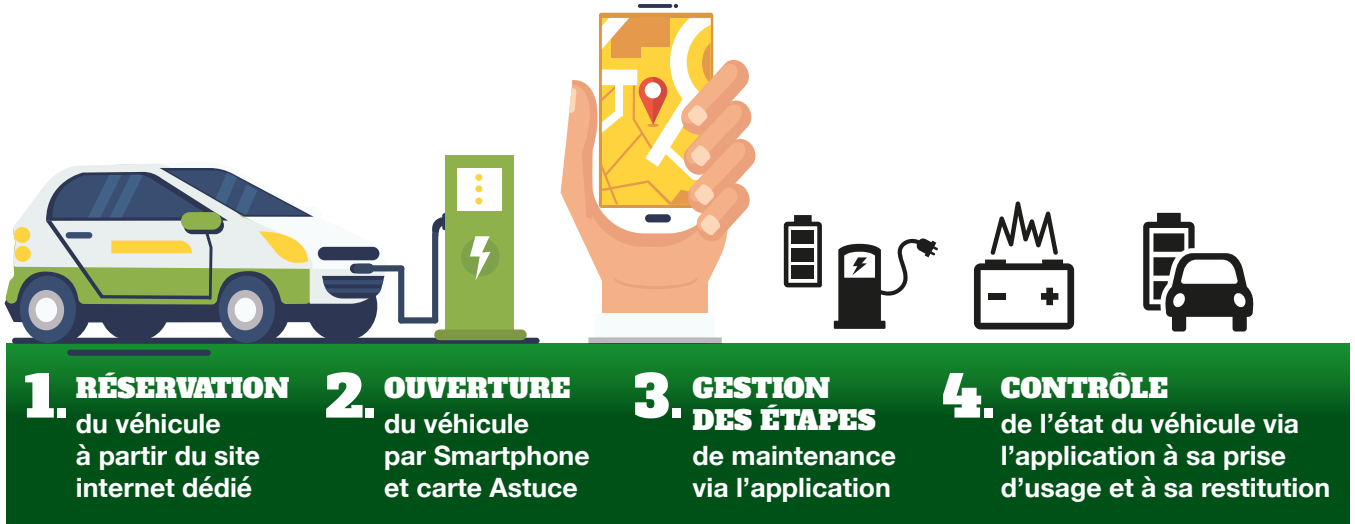 1. RÉSERVATION
du véhicule
à partir du site
internet dédié
2. OUVERTURE
du véhicule
par Smartphone
et carte Astuce
3. GESTION
DES ÉTAPES
de maintenance
via l'application
4. CONTRÔLE
de l'état du véhicule via
l'application à sa prise
d'usage et à sa restitution